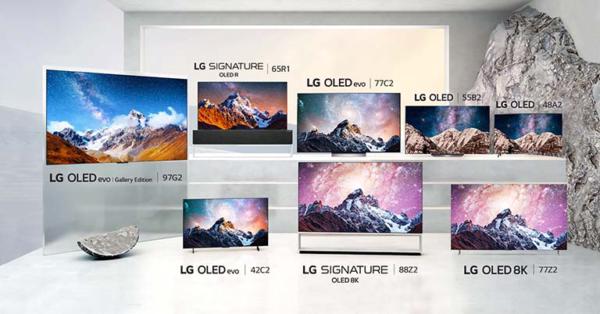 LG SIGNATURE | 65R1
OLED R
LG OLED evo | 77C2
LG OLED | 55B2
LG OLED | 48A2
LG OLED evo | Gallery Edition | 97G2
LG OLED evo | 42C2
LG SIGNATURE | 88Z2
OLED 8K
LG OLED 8K | 77Z2